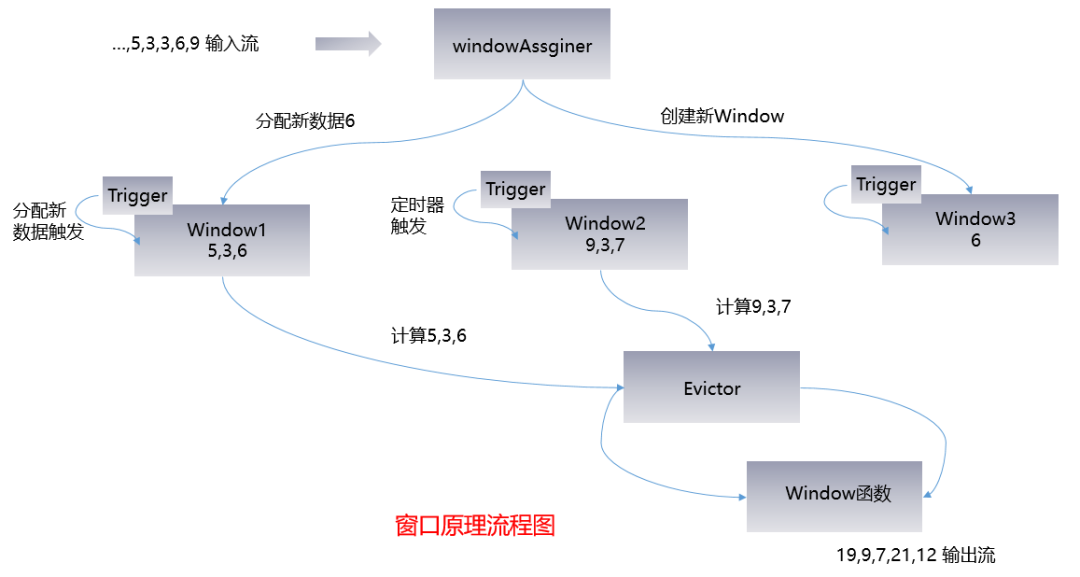 ...,5,3,3,6,9 输入流
windowAssginer
分配新数据6
创建新Window
Trigger
分配新
数据触发
Window1
5,3,6
Trigger
定时器
触发
Window2
9,3,7
Trigger
Window3
6
计算5,3,6
计算9,3,7
Evictor
Window函数
窗口原理流程图
19,9,7,21,12 输出流